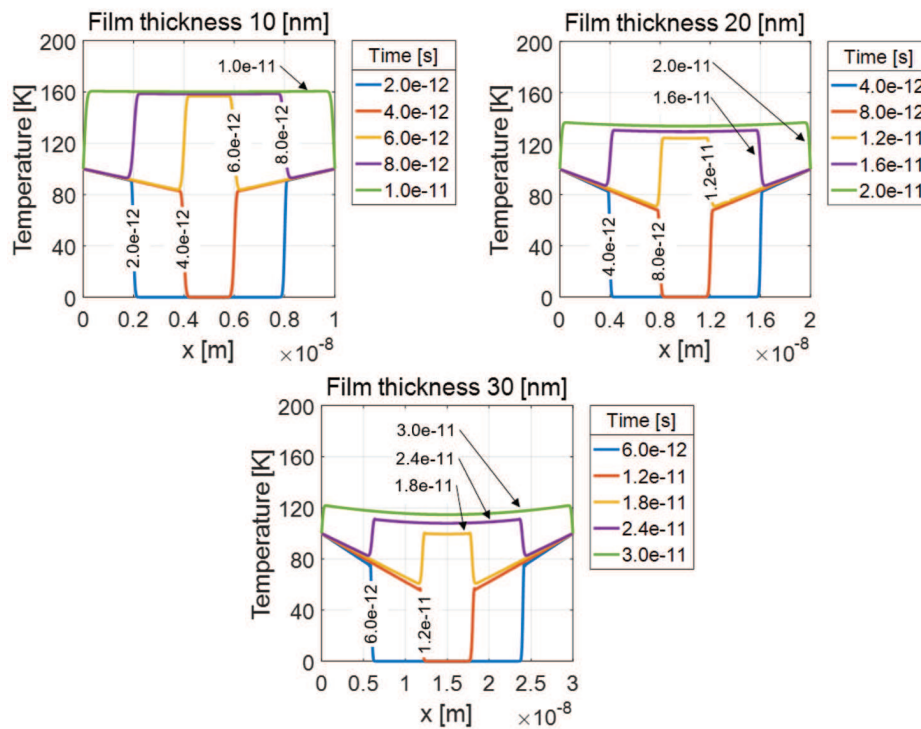 Film thickness 10 [nm]
Temperature [K]
200
160
120
80
40
0
1.0e-11
2.0e-12
4.0e-12
6.0e-12
8.0e-12
0 0.2 0.4 0.6 0.8 1
x [m] ×10⁻⁸
Time [s]
2.0e-12
4.0e-12
6.0e-12
8.0e-12
1.0e-11
Film thickness 20 [nm]
Temperature [K]
200
160
120
80
40
0
2.0e-11
1.6e-11
4.0e-12
8.0e-12
1.2e-11
0 0.4 0.8 1.2 1.6 2
x [m] ×10⁻⁸
Time [s]
4.0e-12
8.0e-12
1.2e-11
1.6e-11
2.0e-11
Film thickness 30 [nm]
Temperature [K]
200
160
120
80
40
0
3.0e-11
2.4e-11
1.8e-11
6.0e-12
1.2e-11
0 0.5 1 1.5 2 2.5 3
x [m] ×10⁻⁸
Time [s]
6.0e-12
1.2e-11
1.8e-11
2.4e-11
3.0e-11